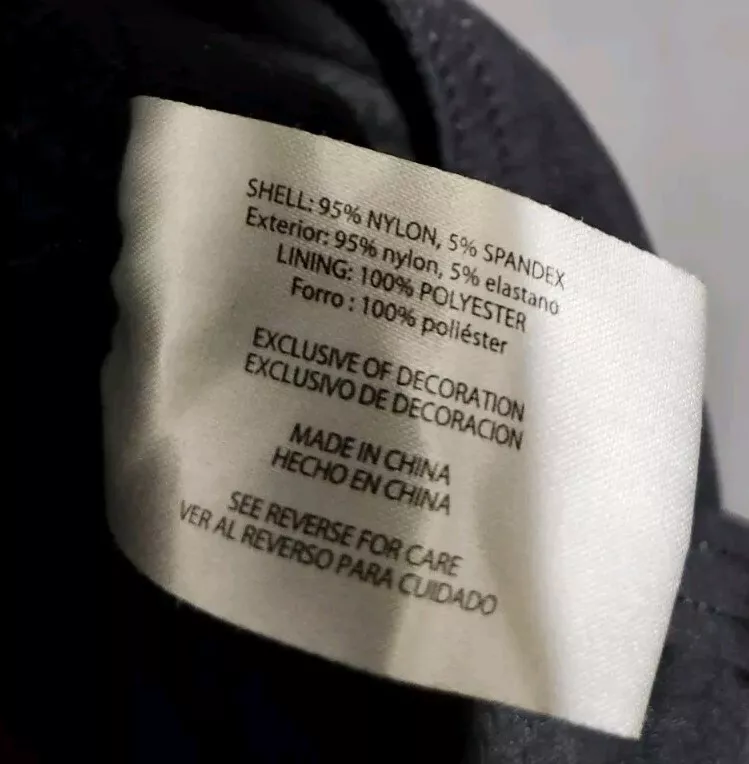 SHELL: 95% NYLON, 5% SPANDEX
Exterior: 95% nylon, 5% elastano
LINING: 100% POLYESTER
Forro : 100% poliéster
EXCLUSIVE OF DECORATION
EXCLUSIVO DE DECORACION
MADE IN CHINA
HECHO EN CHINA
SEE REVERSE FOR CARE
VER AL REVERSO PARA CUIDADO